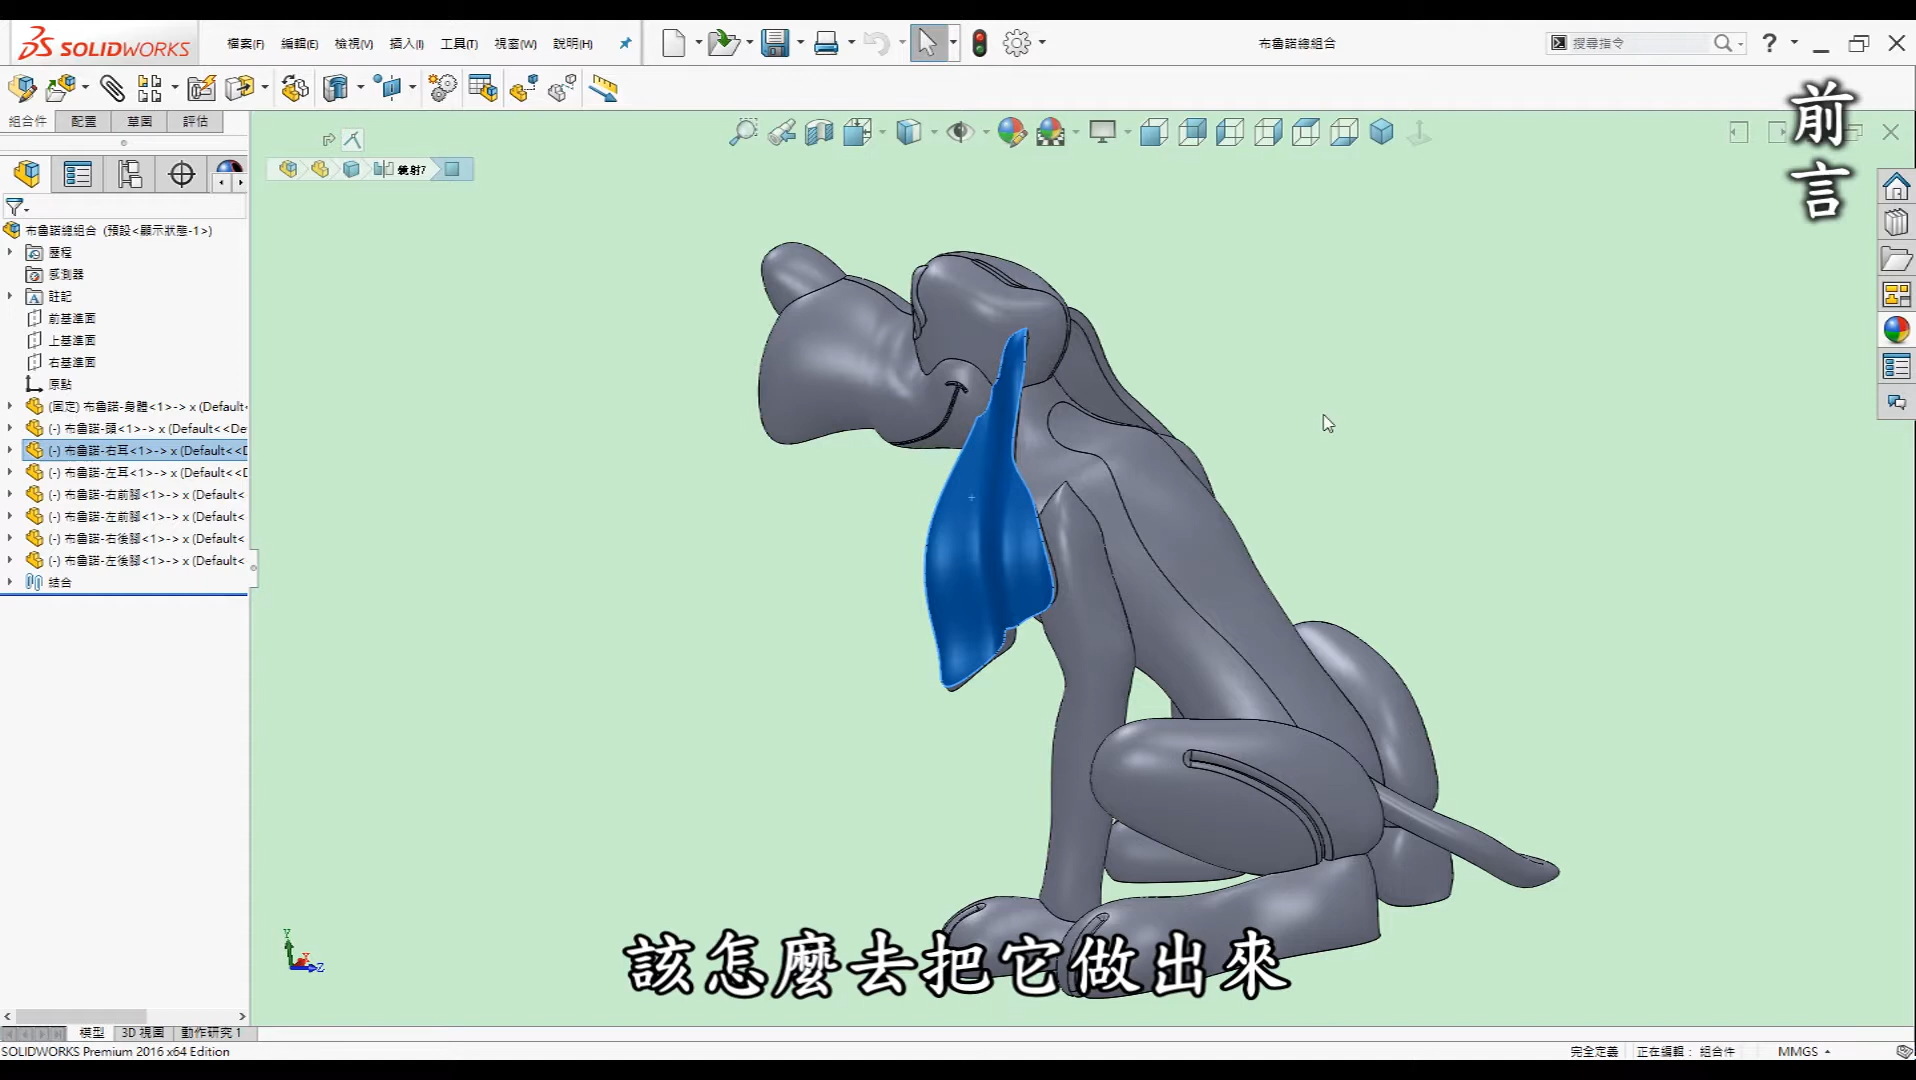 SOLIDWORKS
檔案(F) 編輯(E) 檢視(V) 插入(I) 工具(T) 視窗(W) 說明(H)
布魯諾總組合
搜尋指令
組合件 配置 草圖 評估
前言
鏡射7
布魯諾總組合 (預設<顯示狀態-1>)
歷程
感測器
註記
前基準面
上基準面
右基準面
原點
(固定) 布魯諾-身體<1>-> x (Default<
(-) 布魯諾-頭<1>-> x (Default<<De
(-) 布魯諾-右耳<1>-> x (Default<<D
(-) 布魯諾-左耳<1>-> x (Default<<D
(-) 布魯諾-右前腳<1>-> x (Default<
(-) 布魯諾-左前腳<1>-> x (Default<
(-) 布魯諾-右後腳<1>-> x (Default<
(-) 布魯諾-左後腳<1>-> x (Default<
結合
Y
X
Z
該怎麼去把它做出來
模型 3D 視圖 動作研究 1
SOLIDWORKS Premium 2016 x64 Edition
完全定義 正在編輯： 組合件 MMGS